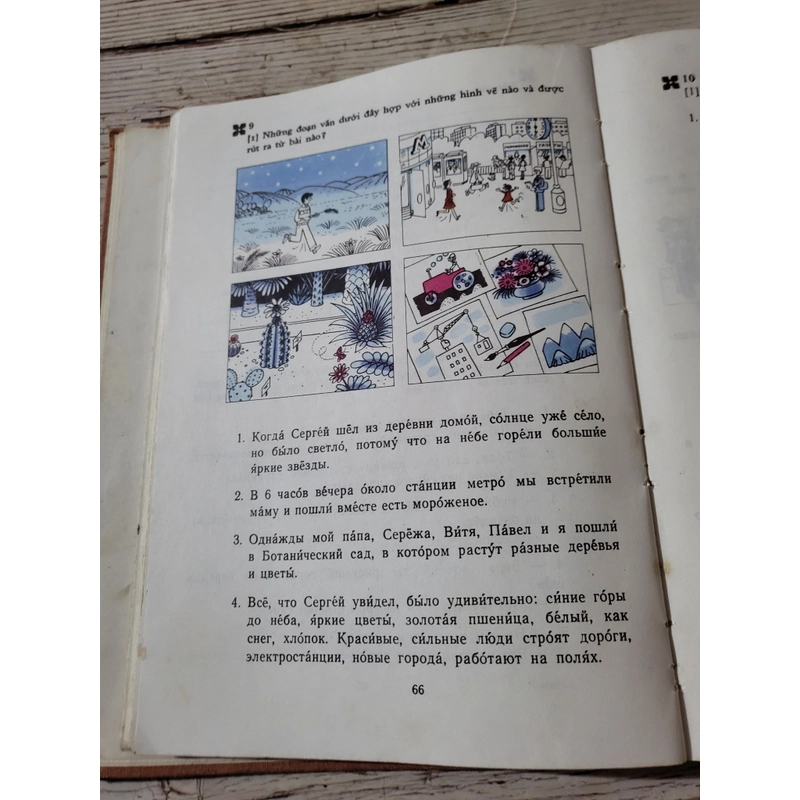 9
[1] Những đoạn văn dưới đây hợp với những hình vẽ nào và được
rút ra từ bài nào?
М
1. Когда́ Серге́й шёл из дере́вни домо́й, со́лнце уже́ се́ло,
но бы́ло светло́, потому́ что на не́бе горе́ли больши́е
я́ркие звёзды.
2. В 6 часо́в ве́чера о́коло ста́нции метро́ мы встре́тили
ма́му и пошли́ вме́сте есть моро́женое.
3. Одна́жды мой па́па, Серёжа, Ви́тя, Па́вел и я пошли́
в Ботани́ческий сад, в кото́ром расту́т ра́зные дере́вья
и цветы́.
4. Всё, что Серге́й уви́дел, бы́ло удиви́тельно: си́ние го́ры
до не́ба, я́ркие цветы́, золота́я пшени́ца, бе́лый, как
снег, хло́пок. Краси́вые, си́льные лю́ди стро́ят доро́ги,
электроста́нции, но́вые города́, рабо́тают на поля́х.
66
10
[1]
1.